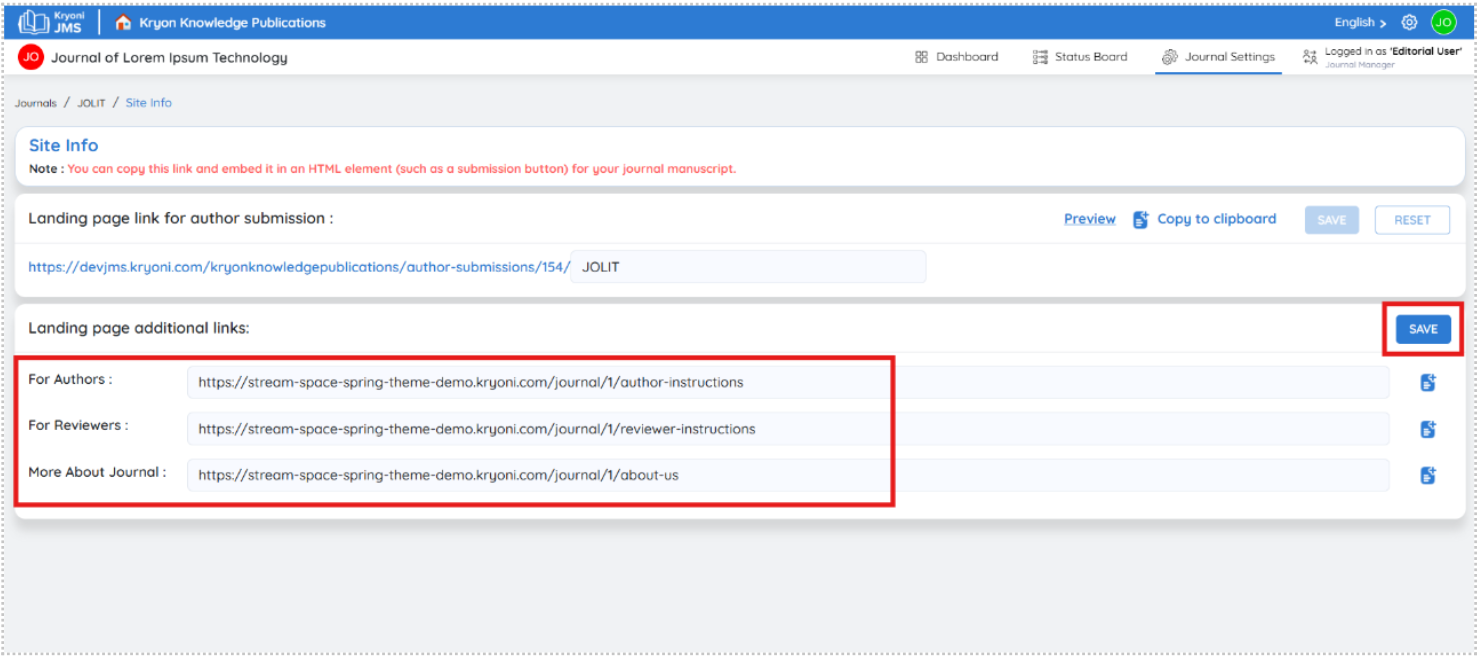 Kryoni
JMS
Kryon Knowledge Publications
English >
JO
JO
Journal of Lorem Ipsum Technology
Dashboard
Status Board
Journal Settings
Logged in as 'Editorial User'
Journal Manager
Journals / JOLIT / Site Info
Site Info
Note : You can copy this link and embed it in an HTML element (such as a submission button) for your journal manuscript.
Landing page link for author submission :
Preview
Copy to clipboard
SAVE
RESET
https://devjms.kryoni.com/kryonknowledgepublications/author-submissions/154/ JOLIT
Landing page additional links:
SAVE
For Authors : https://stream-space-spring-theme-demo.kryoni.com/journal/1/author-instructions
For Reviewers : https://stream-space-spring-theme-demo.kryoni.com/journal/1/reviewer-instructions
More About Journal : https://stream-space-spring-theme-demo.kryoni.com/journal/1/about-us